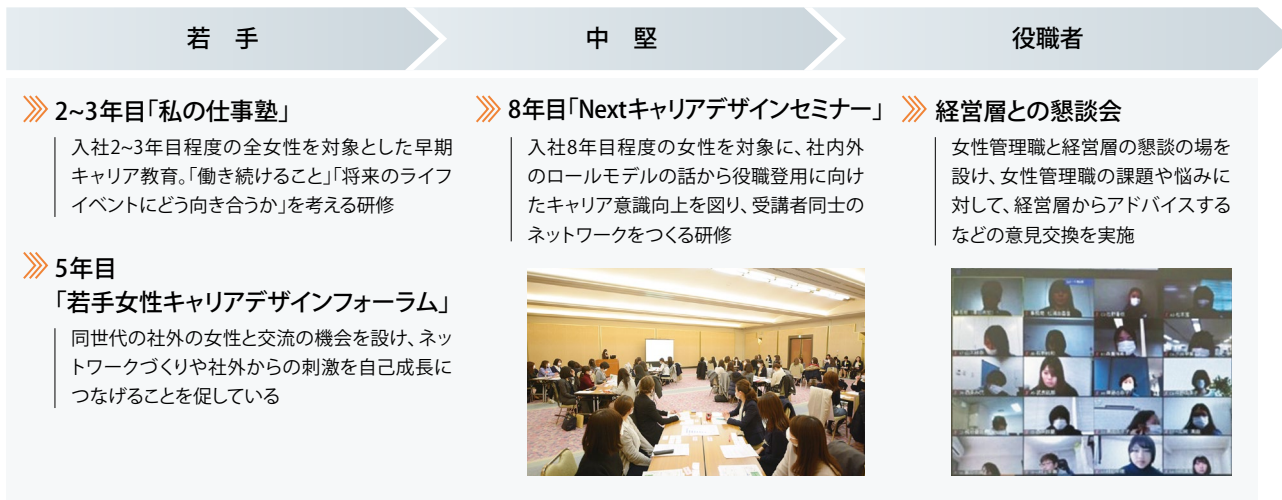 若　手
中　堅
役職者
2~3年目「私の仕事塾」
入社2~3年目程度の全女性を対象とした早期
キャリア教育。「働き続けること」「将来のライフ
イベントにどう向き合うか」を考える研修
5年目
「若手女性キャリアデザインフォーラム」
同世代の社外の女性と交流の機会を設け、ネッ
トワークづくりや社外からの刺激を自己成長に
つなげることを促している
8年目「Nextキャリアデザインセミナー」
入社8年目程度の女性を対象に、社内外
のロールモデルの話から役職登用に向け
たキャリア意識向上を図り、受講者同士の
ネットワークをつくる研修
経営層との懇談会
女性管理職と経営層の懇談の場を
設け、女性管理職の課題や悩みに
対して、経営層からアドバイスする
などの意見交換を実施